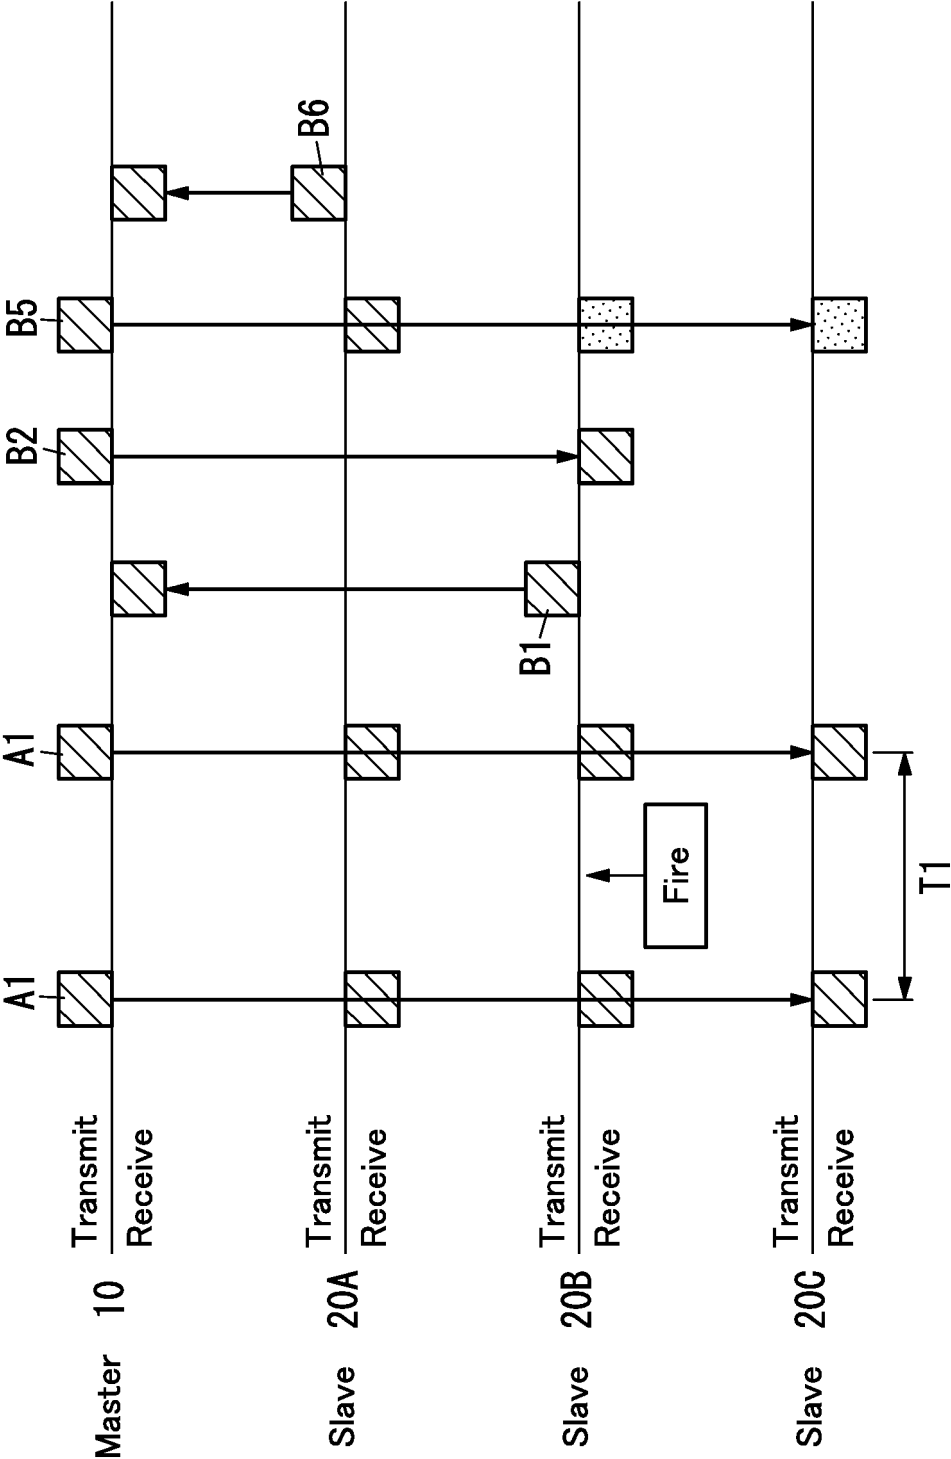 A1
A1
B1
B2
B5
B6
Master 10
Transmit
Receive
Slave 20A
Transmit
Receive
Slave 20B
Transmit
Receive
Fire
Slave 20C
Transmit
Receive
T1